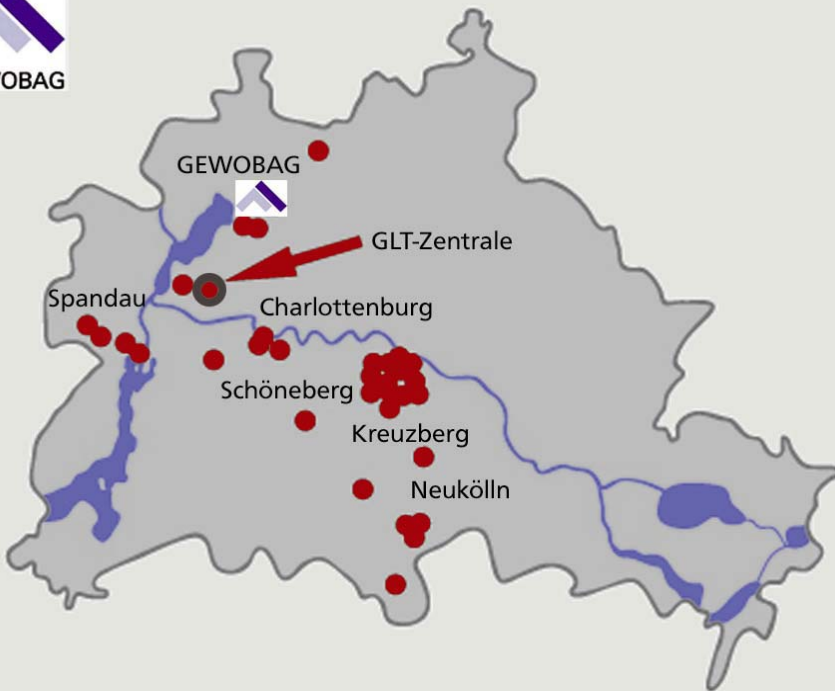 OBAG
GEWOBAG
GLT-Zentrale
Spandau
Charlottenburg
Schöneberg
Kreuzberg
Neukölln